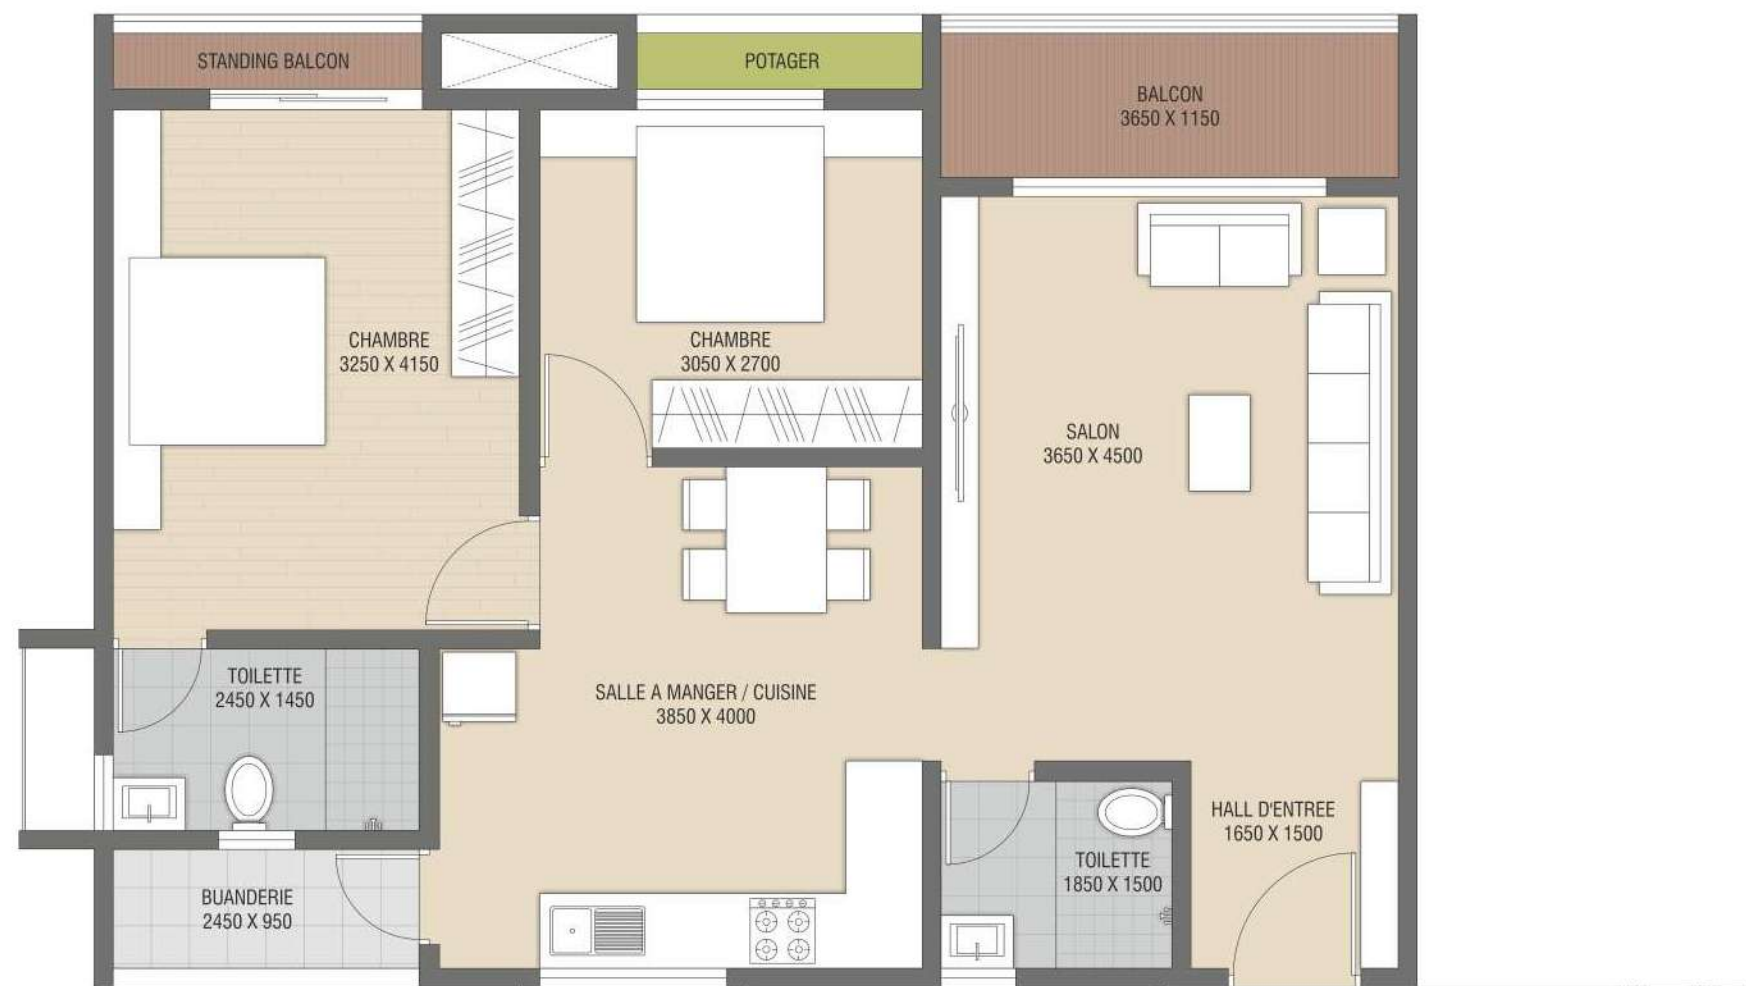 STANDING BALCON
POTAGER
BALCON
3650 X 1150
CHAMBRE
3250 X 4150
CHAMBRE
3050 X 2700
SALON
3650 X 4500
TOILETTE
2450 X 1450
SALLE A MANGER / CUISINE
3850 X 4000
HALL D'ENTREE
1650 X 1500
TOILETTE
1850 X 1500
BUANDERIE
2450 X 950